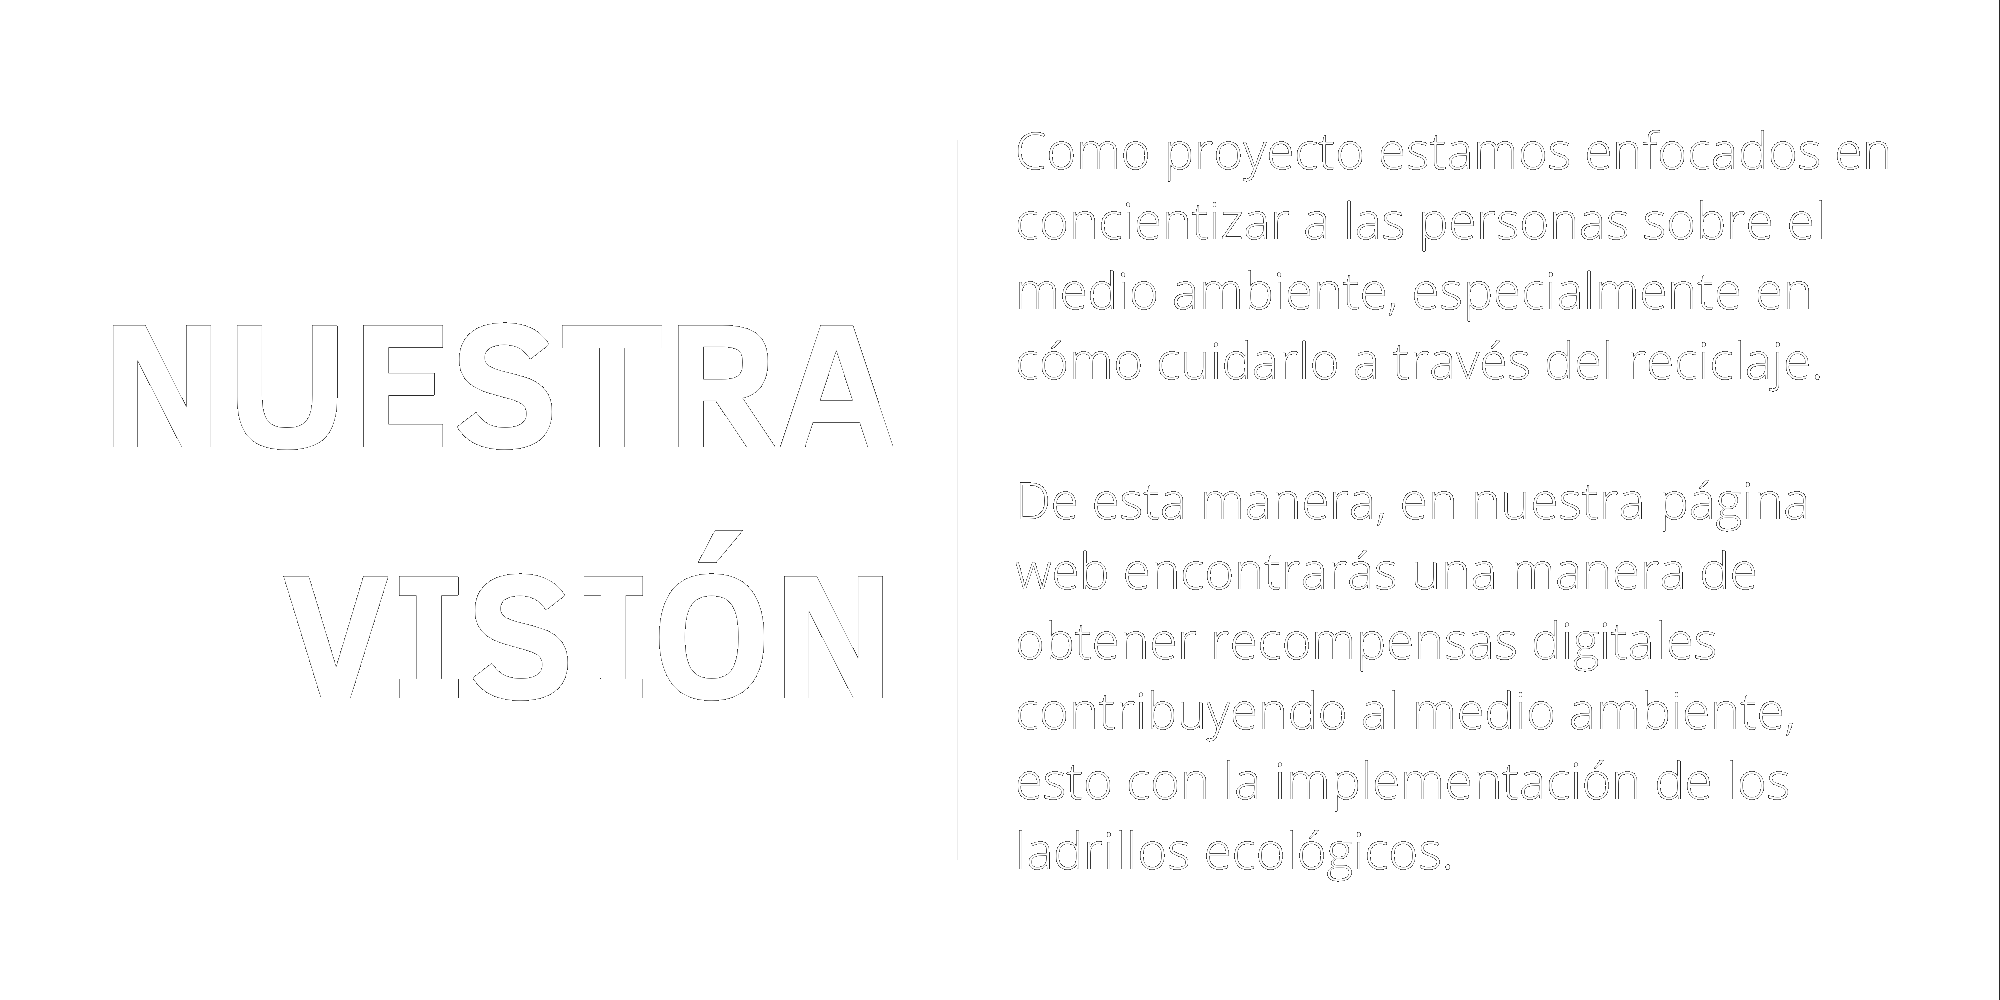 NUESTRA
VISIÓN
Como proyecto estamos enfocados en
concientizar a las personas sobre el
medio ambiente, especialmente en
cómo cuidarlo a través del reciclaje.
De esta manera, en nuestra página
web encontrarás una manera de
obtener recompensas digitales
contribuyendo al medio ambiente,
esto con la implementación de los
ladrillos ecológicos.